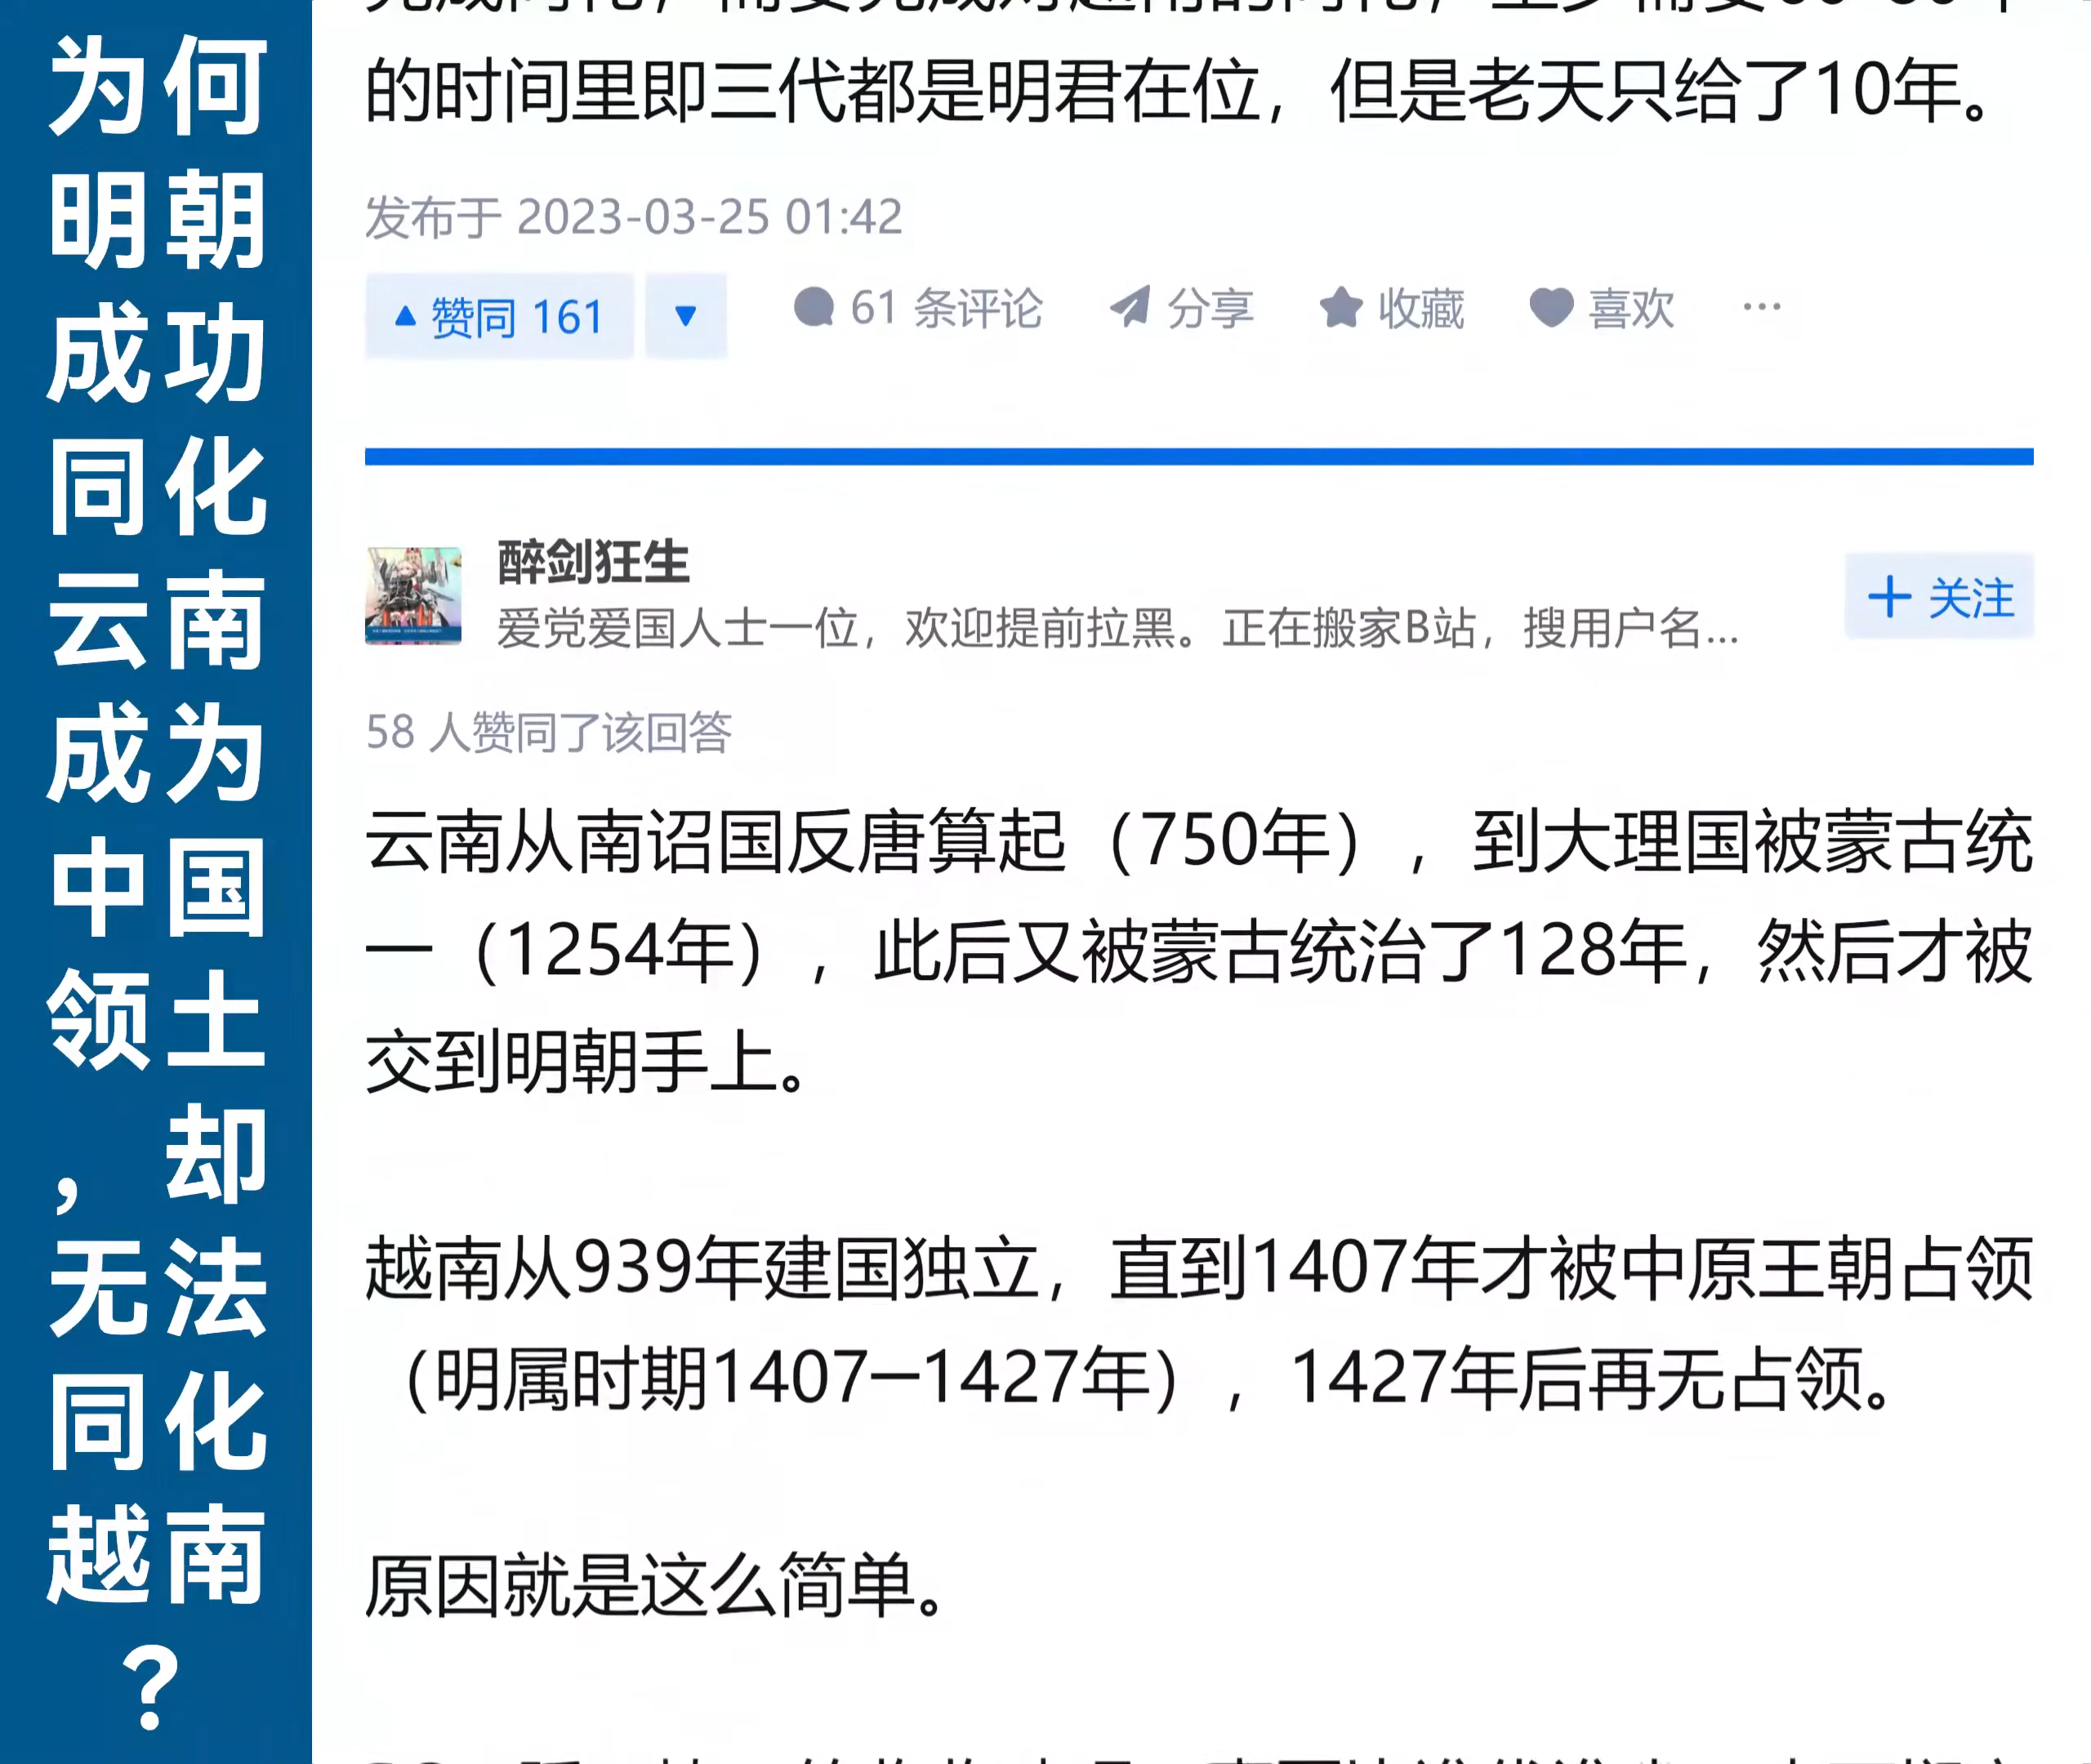 为何
明朝
成功
同化
云南
成为
中国
领土
，却
无法
同化
越南
？
的时间里即三代都是明君在位，但是老天只给了10年。
发布于 2023-03-25 01:42
赞同 161
61 条评论
分享
收藏
喜欢
醉剑狂生
爱党爱国人士一位，欢迎提前拉黑。正在搬家B站，搜用户名...
+ 关注
58 人赞同了该回答
云南从南诏国反唐算起（750年），到大理国被蒙古统
一（1254年），此后又被蒙古统治了128年，然后才被
交到明朝手上。
越南从939年建国独立，直到1407年才被中原王朝占领
（明属时期1407—1427年），1427年后再无占领。
原因就是这么简单。